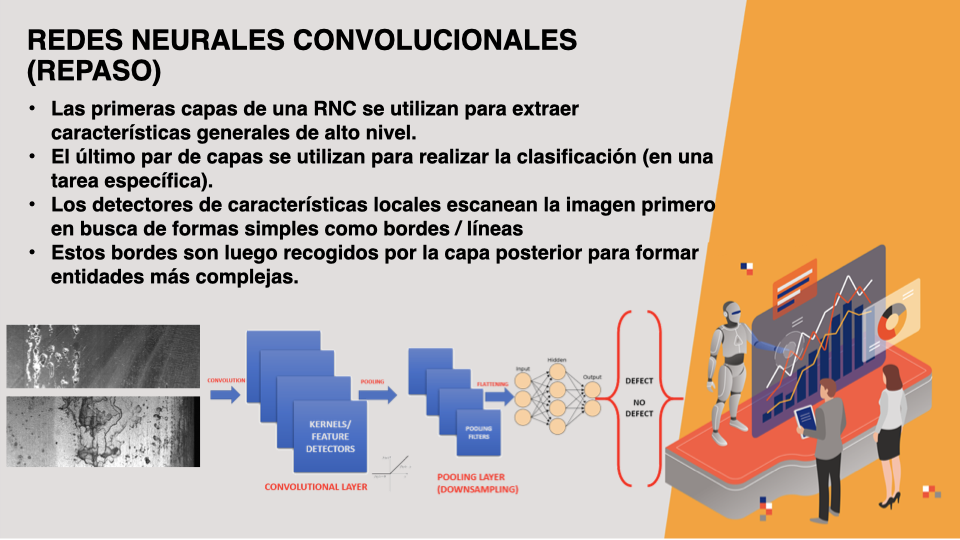 REDES NEURALES CONVOLUCIONALES
(REPASO)
• Las primeras capas de una RNC se utilizan para extraer
características generales de alto nivel.
• El último par de capas se utilizan para realizar la clasificación (en una
tarea específica).
• Los detectores de características locales escanean la imagen primero
en busca de formas simples como bordes / líneas
• Estos bordes son luego recogidos por la capa posterior para formar
entidades más complejas.
CONVOLUTION
KERNELS/
FEATURE
DETECTORS
CONVOLUTIONAL LAYER
POOLING
POOLING
FILTERS
POOLING LAYER
(DOWNSAMPLING)
FLATTENING
Input
Hidden
Output
DEFECT
NO
DEFECT